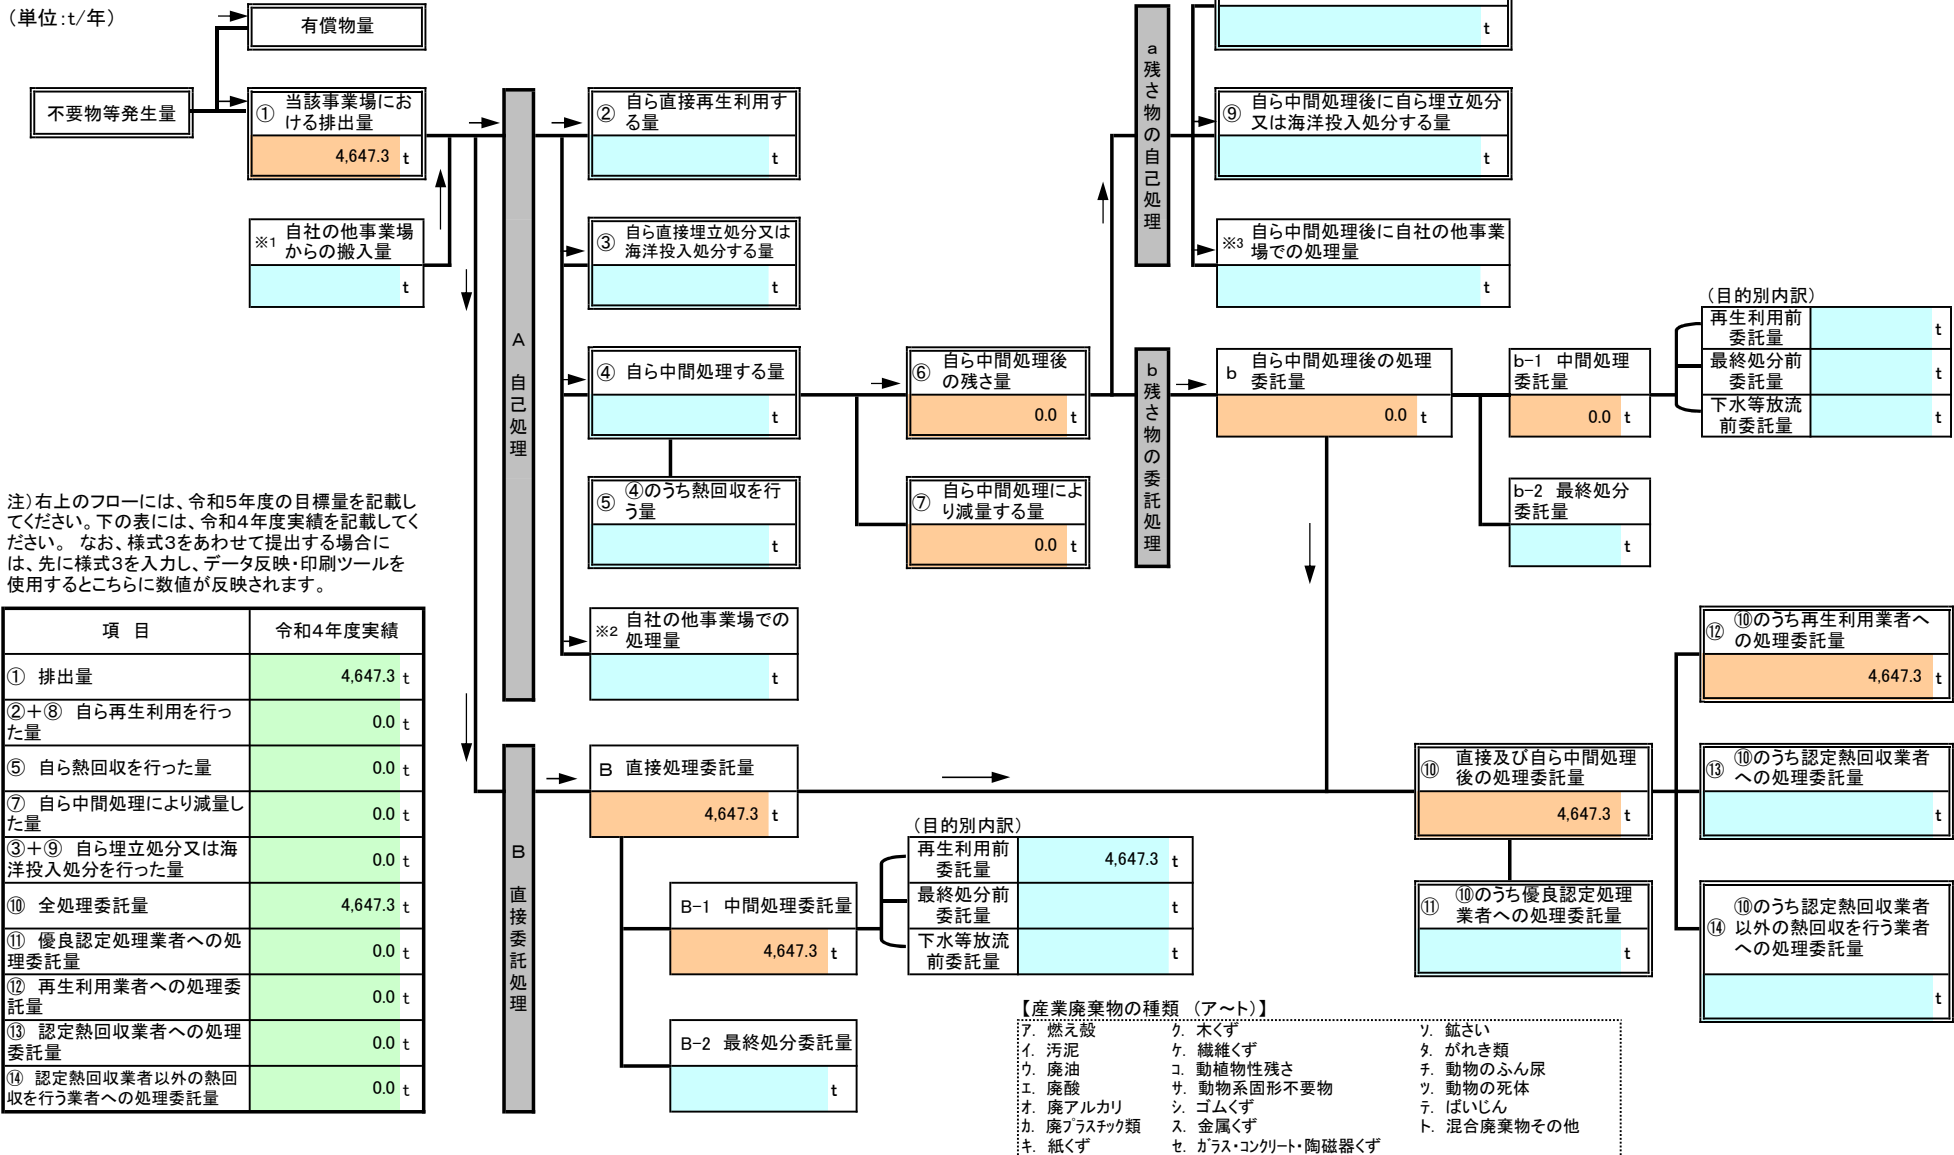 (単位:t/年)
有償物量
不要物等発生量
① 当該事業場にお
ける排出量
4,647.3 t
※1 自社の他事業場
からの搬入量
t
A 自己処理
② 自ら直接再生利用す
る量
t
③ 自ら直接埋立処分又は
海洋投入処分する量
t
④ 自ら中間処理する量
t
⑤ ④のうち熱回収を行
う量
t
※2 自社の他事業場での
処理量
t
⑥ 自ら中間処理後
の残さ量
0.0 t
⑦ 自ら中間処理によ
り減量する量
0.0 t
a 残さ物の自己処理
t
⑨ 自ら中間処理後に自ら埋立処分
又は海洋投入処分する量
t
※3 自ら中間処理後に自社の他事業
場での処理量
t
b 残さ物の委託処理
b 自ら中間処理後の処理
委託量
0.0 t
b-1 中間処理
委託量
0.0 t
b-2 最終処分
委託量
t
(目的別内訳)
再生利用前
委託量
t
最終処分前
委託量
t
下水等放流
前委託量
t
注)右上のフローには、令和5年度の目標量を記載し
てください。下の表には、令和4年度実績を記載してく
ださい。 なお、様式3をあわせて提出する場合に
は、先に様式3を入力し、データ反映・印刷ツールを
使用するとこちらに数値が反映されます。
項 目 令和4年度実績
① 排出量 4,647.3 t
②+⑧ 自ら再生利用を行っ
た量 0.0 t
⑤ 自ら熱回収を行った量 0.0 t
⑦ 自ら中間処理により減量し
た量 0.0 t
③+⑨ 自ら埋立処分又は海
洋投入処分を行った量 0.0 t
⑩ 全処理委託量 4,647.3 t
⑪ 優良認定処理業者への処
理委託量 0.0 t
⑫ 再生利用業者への処理委
託量 0.0 t
⑬ 認定熱回収業者への処理
委託量 0.0 t
⑭ 認定熱回収業者以外の熱回
収を行う業者への処理委託量 0.0 t
B 直接委託処理
B 直接処理委託量
4,647.3 t
B-1 中間処理委託量
4,647.3 t
B-2 最終処分委託量
t
(目的別内訳)
再生利用前
委託量
4,647.3 t
最終処分前
委託量
t
下水等放流
前委託量
t
⑩ 直接及び自ら中間処理
後の処理委託量
4,647.3 t
⑪ ⑩のうち優良認定処理
業者への処理委託量
t
⑫ ⑩のうち再生利用業者へ
の処理委託量
4,647.3 t
⑬ ⑩のうち認定熱回収業者
への処理委託量
t
⑭ ⑩のうち認定熱回収業者
以外の熱回収を行う業者
への処理委託量
t
【産業廃棄物の種類 (ア~ト)】
ア. 燃え殻 ク. 木くず ソ. 鉱さい
イ. 汚泥 ケ. 繊維くず タ. がれき類
ウ. 廃油 コ. 動植物性残さ チ. 動物のふん尿
エ. 廃酸 サ. 動物系固形不要物 ツ. 動物の死体
オ. 廃アルカリ シ. ゴムくず テ. ばいじん
カ. 廃プラスチック類 ス. 金属くず ト. 混合廃棄物その他
キ. 紙くず セ. ガラス・コンクリート・陶磁器くず